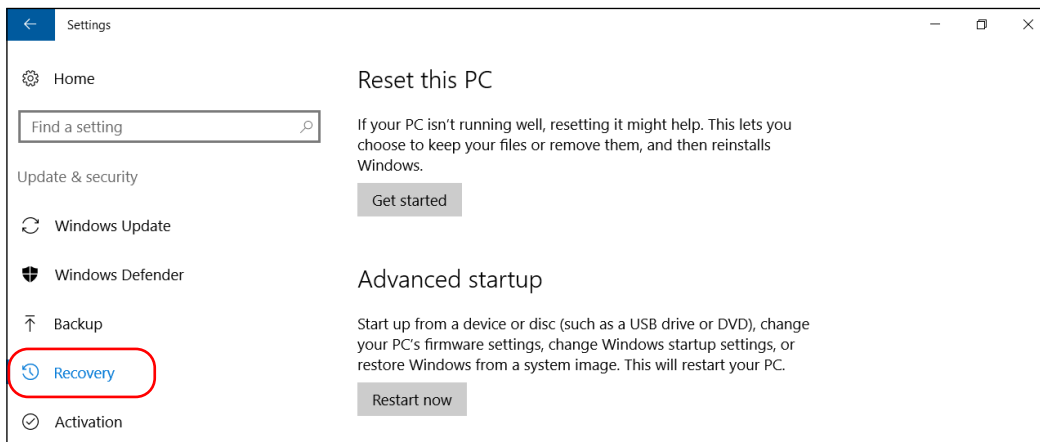 Settings
Home
Find a setting
Update & security
Windows Update
Windows Defender
Backup
Recovery
Activation
Reset this PC
If your PC isn't running well, resetting it might help. This lets you
choose to keep your files or remove them, and then reinstalls
Windows.
Get started
Advanced startup
Start up from a device or disc (such as a USB drive or DVD), change
your PC's firmware settings, change Windows startup settings, or
restore Windows from a system image. This will restart your PC.
Restart now